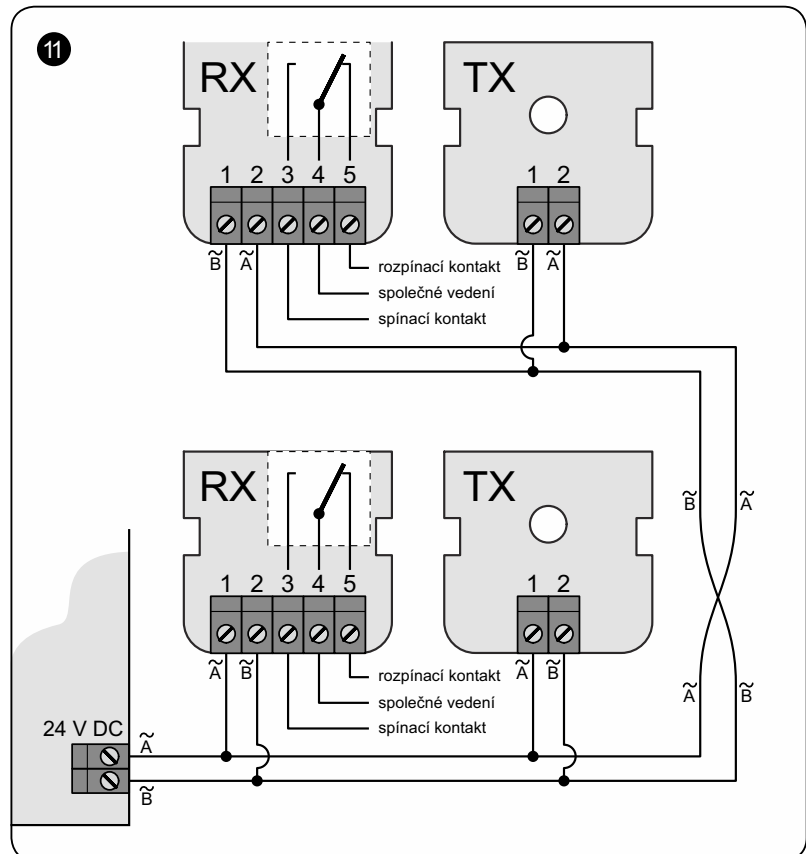 11
RX TX
1 2 3 4 5 1 2
B̃ Ã B̃ Ã
rozpínací kontakt
společné vedení
spínací kontakt
B̃ Ã
RX TX
1 2 3 4 5 1 2
Ã B̃ Ã B̃
rozpínací kontakt
společné vedení
spínací kontakt
Ã B̃
24 V DC
Ã
B̃